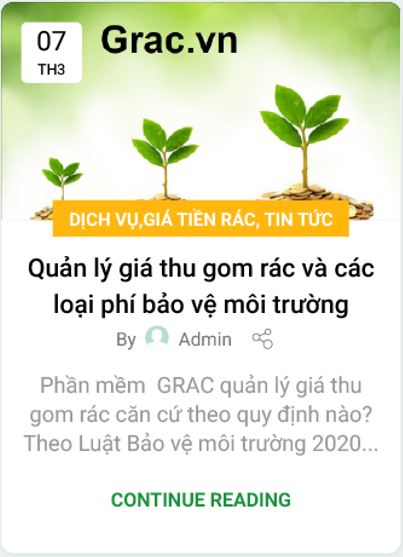 07
TH3
Grac.vn
DỊCH VỤ,GIÁ TIỀN RÁC, TIN TỨC
Quản lý giá thu gom rác và các
loại phí bảo vệ môi trường
By Admin
Phần mềm GRAC quản lý giá thu
gom rác căn cứ theo quy định nào?
Theo Luật Bảo vệ môi trường 2020...
CONTINUE READING